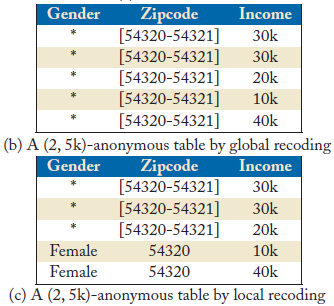 Gender Zipcode Income
* [54320-54321] 30k
* [54320-54321] 30k
* [54320-54321] 20k
* [54320-54321] 10k
* [54320-54321] 40k
(b) A (2, 5k)-anonymous table by global recoding
Gender Zipcode Income
* [54320-54321] 30k
* [54320-54321] 30k
* [54320-54321] 20k
Female 54320 10k
Female 54320 40k
(c) A (2, 5k)-anonymous table by local recoding